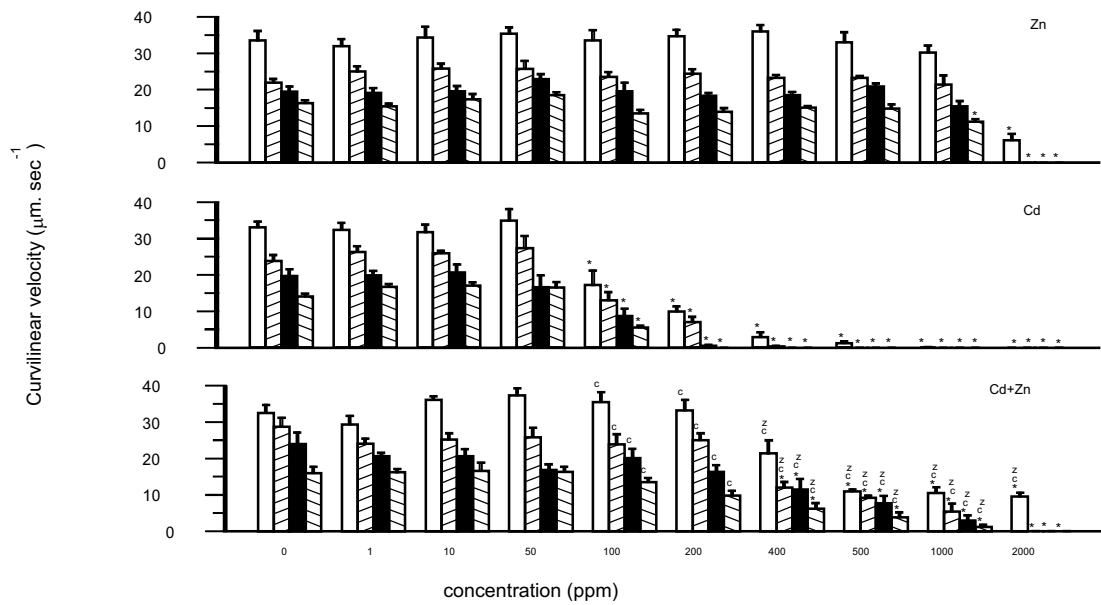 40
Zn
30
20
10
*
*
* * *
0
Curvilinear velocity (μm. sec⁻¹)
40
Cd
30
20
10
* * * *
* * * *
* * * *
* * * *
* * * *
* * * *
0
40
Cd+Zn
30
20
10
c c c c
c c c c
z c
z c *
z c *
z c *
z c *
z c *
z c *
z c *
z c *
z c *
z c *
z c *
z c *
* * *
0
0 1 10 50 100 200 400 500 1000 2000
concentration (ppm)